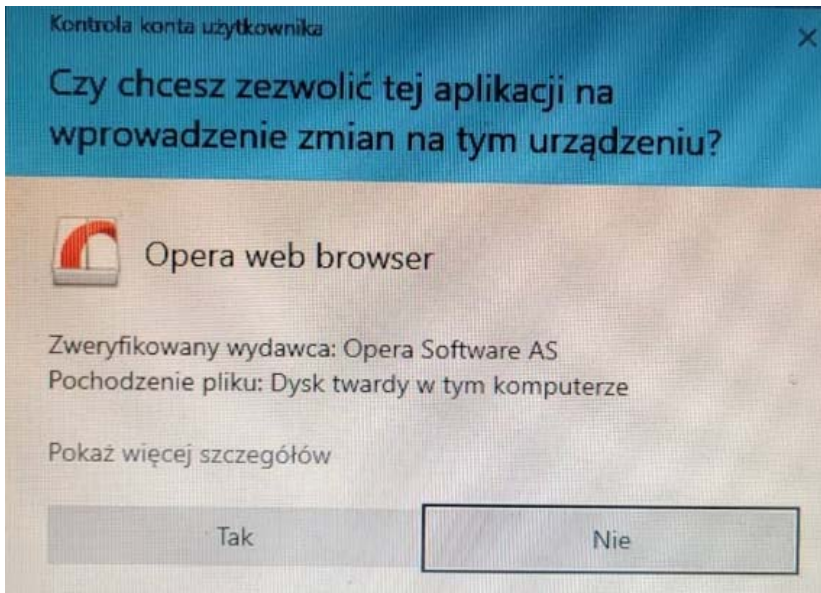 Kontrola konta użytkownika
Czy chcesz zezwolić tej aplikacji na
wprowadzenie zmian na tym urządzeniu?
Opera web browser
Zweryfikowany wydawca: Opera Software AS
Pochodzenie pliku: Dysk twardy w tym komputerze
Pokaż więcej szczegółów
Tak
Nie